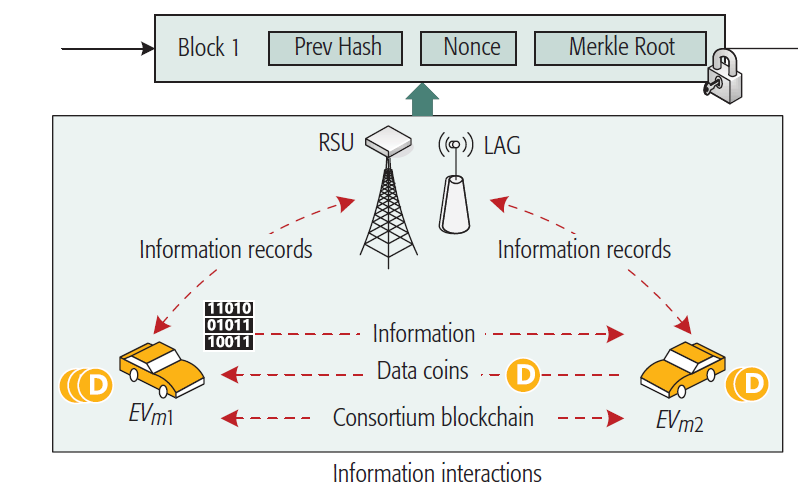 Block 1
Prev Hash
Nonce
Merkle Root
RSU
LAG
Information records
Information records
11010
01011
10011
Information
Data coins
D
D
D
EVm1
Consortium blockchain
EVm2
Information interactions